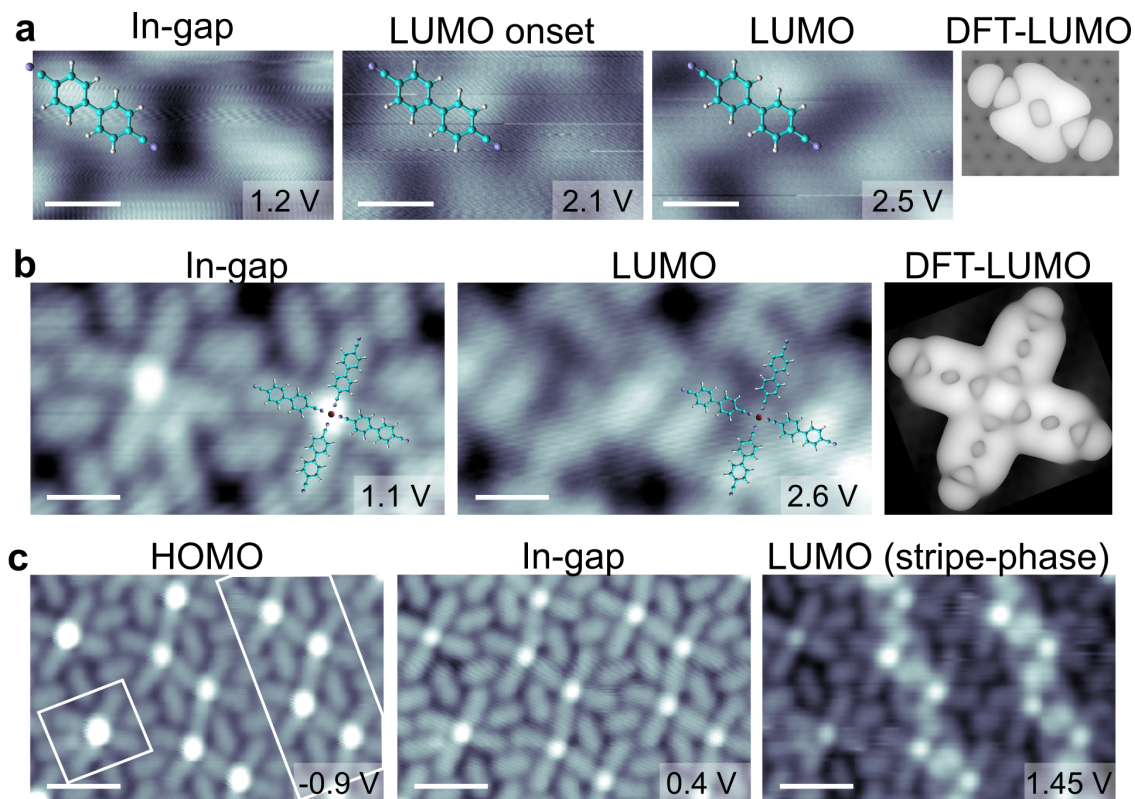 a
In-gap
LUMO onset
LUMO
DFT-LUMO
1.2 V
2.1 V
2.5 V
b
In-gap
LUMO
DFT-LUMO
1.1 V
2.6 V
c
HOMO
In-gap
LUMO (stripe-phase)
-0.9 V
0.4 V
1.45 V